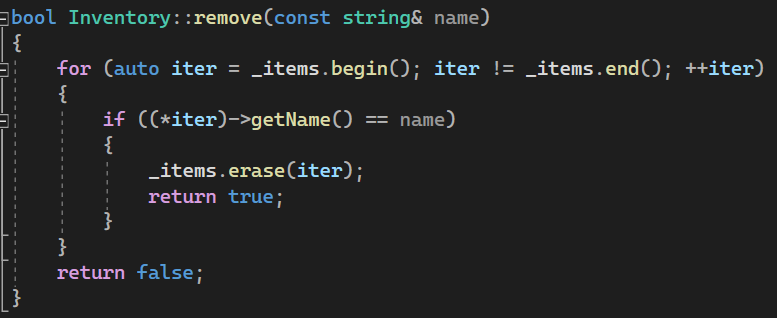 bool Inventory::remove(const string& name)
{
    for (auto iter = _items.begin(); iter != _items.end(); ++iter)
    {
        if ((*iter)->getName() == name)
        {
            _items.erase(iter);
            return true;
        }
    }
    return false;
}